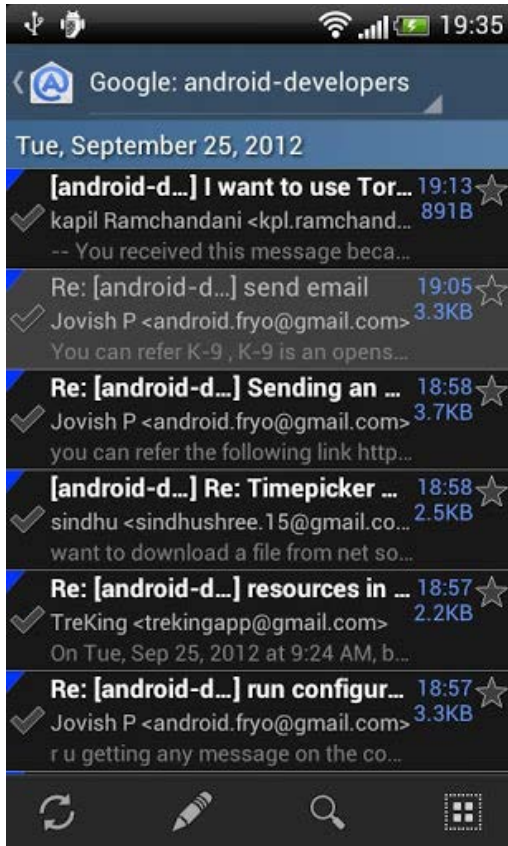 19:35
Google: android-developers
Tue, September 25, 2012
[android-d...] I want to use Tor... 19:13
kapil Ramchandani <kpl.ramchand... 891B
-- You received this message beca...
Re: [android-d...] send email 19:05
Jovish P <android.fryo@gmail.com> 3.3KB
You can refer K-9 , K-9 is an opens...
Re: [android-d...] Sending an ... 18:58
Jovish P <android.fryo@gmail.com> 3.7KB
you can refer the following link http...
[android-d...] Re: Timepicker ... 18:58
sindhu <sindhushree.15@gmail.co... 2.5KB
want to download a file from net so...
Re: [android-d...] resources in ... 18:57
TreKing <trekingapp@gmail.com> 2.2KB
On Tue, Sep 25, 2012 at 9:24 AM, b...
Re: [android-d...] run configur... 18:57
Jovish P <android.fryo@gmail.com> 3.3KB
r u getting any message on the co...